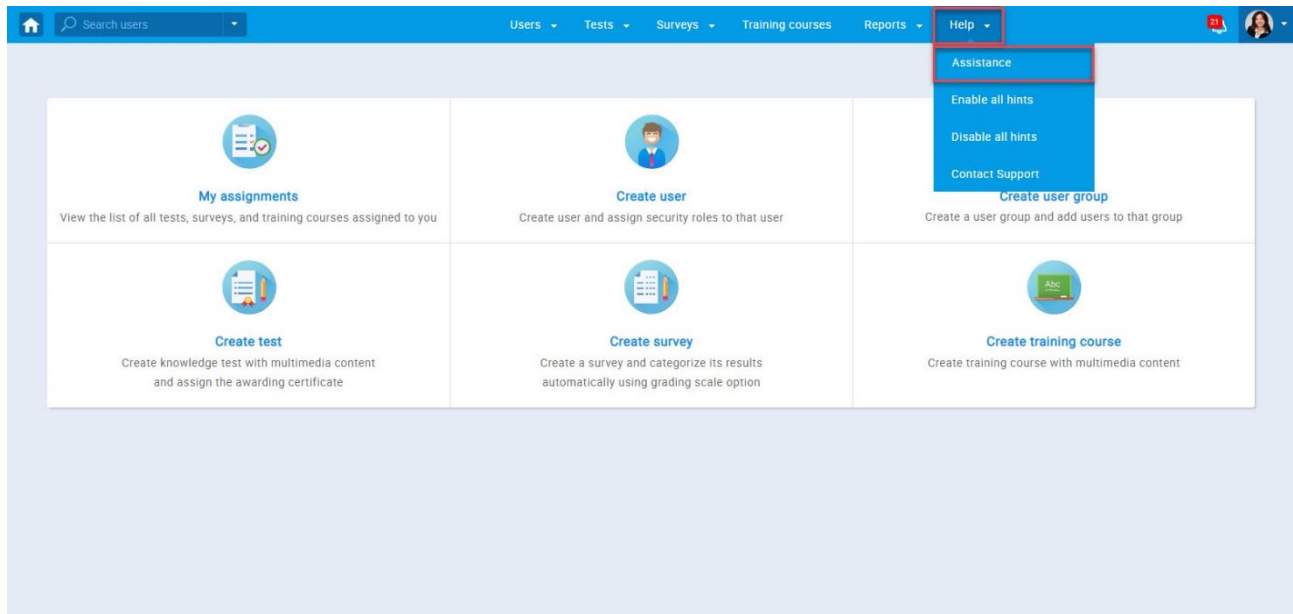 Search users
Users
Tests
Surveys
Training courses
Reports
Help
21
Assistance
Enable all hints
Disable all hints
Contact Support
My assignments
View the list of all tests, surveys, and training courses assigned to you
Create user
Create user and assign security roles to that user
Create user group
Create a user group and add users to that group
Create test
Create knowledge test with multimedia content
and assign the awarding certificate
Create survey
Create a survey and categorize its results
automatically using grading scale option
Abc
Create training course
Create training course with multimedia content